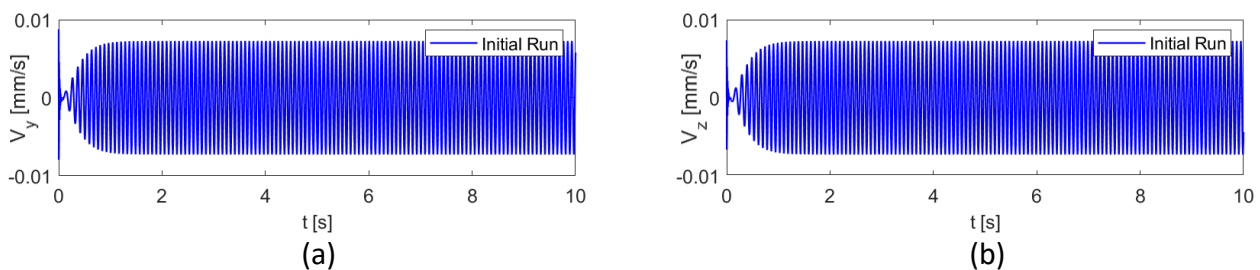 0.01
V_y [mm/s]
0
-0.01
Initial Run
0 2 4 6 8 10
t [s]
(a)
0.01
V_z [mm/s]
0
-0.01
Initial Run
0 2 4 6 8 10
t [s]
(b)